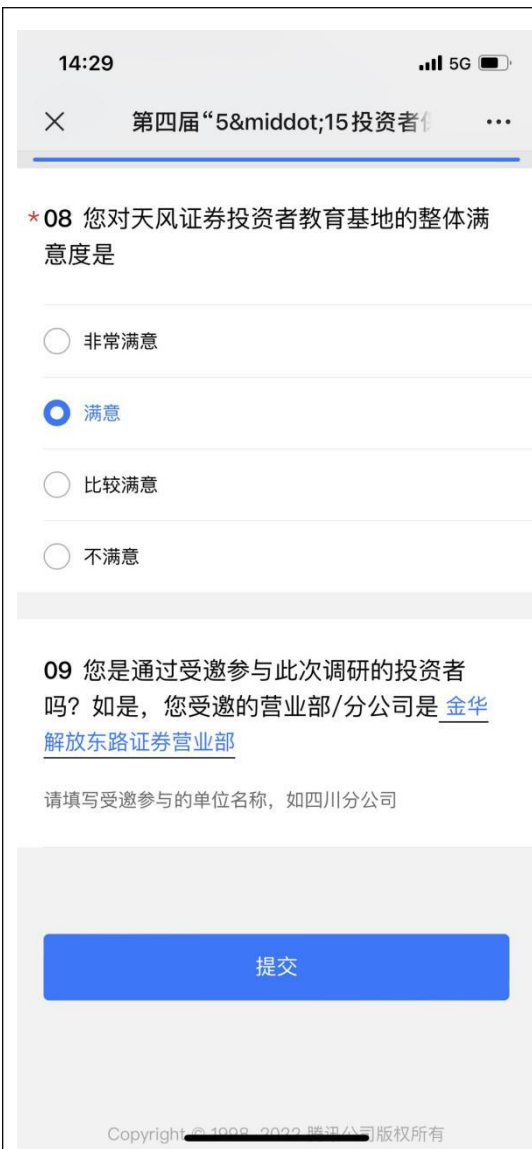 14:29
5G
第四届“5&middot;15投资者
*08 您对天风证券投资者教育基地的整体满
意度是
非常满意
满意
比较满意
不满意
09 您是通过受邀参与此次调研的投资者
吗？如是，您受邀的营业部/分公司是 金华
解放东路证券营业部
请填写受邀参与的单位名称，如四川分公司
提交
Copyright © 1998-2022 腾讯公司版权所有